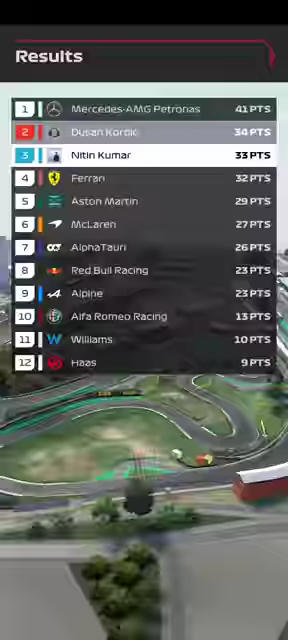 Results
1 Mercedes-AMG Petronas 41 PTS
2 Dusan Kordic 34 PTS
3 Nitin Kumar 33 PTS
4 Ferrari 32 PTS
5 Aston Martin 29 PTS
6 McLaren 27 PTS
7 AlphaTauri 26 PTS
8 Red Bull Racing 23 PTS
9 Alpine 23 PTS
10 Alfa Romeo Racing 13 PTS
11 Williams 10 PTS
12 Haas 9 PTS